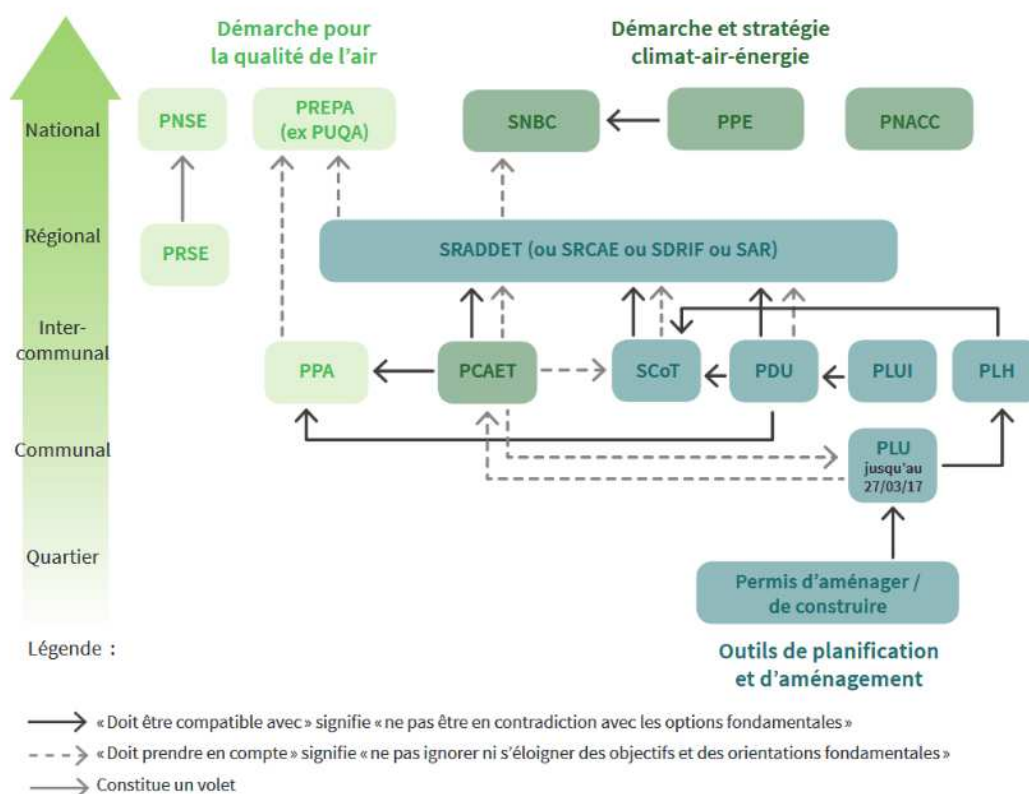 Démarche pour
la qualité de l'air
Démarche et stratégie
climat-air-énergie
National
PNSE
PREPA
(ex PUQA)
SNBC
PPE
PNACC
Régional
PRSE
SRADDET (ou SRCAE ou SDRIF ou SAR)
Inter-
communal
PPA
PCAET
SCoT
PDU
PLUI
PLH
Communal
PLU
jusqu'au
27/03/17
Quartier
Permis d'aménager /
de construire
Outils de planification
et d'aménagement
Légende :
« Doit être compatible avec » signifie « ne pas être en contradiction avec les options fondamentales »
« Doit prendre en compte » signifie « ne pas ignorer ni s'éloigner des objectifs et des orientations fondamentales »
Constitue un volet